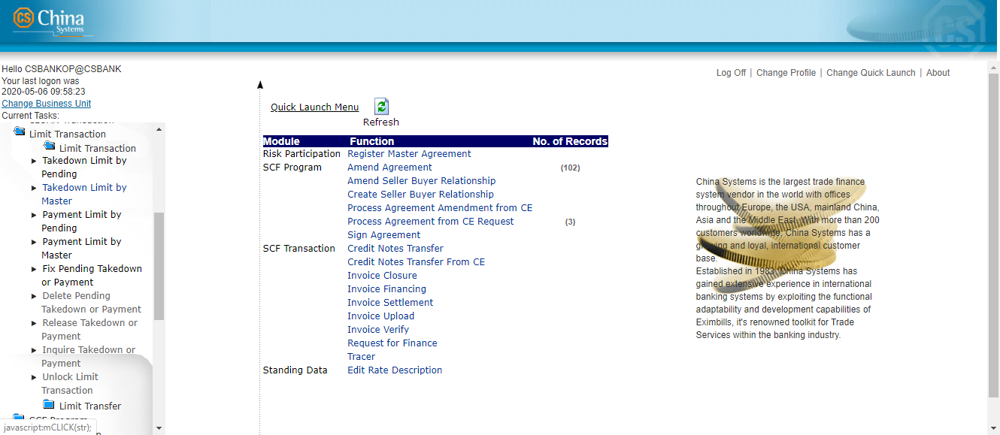 CS China
Systems
CS
Hello CSBANKOP@CSBANK
Your last logon was
2020-05-06 09:58:23
Change Business Unit
Current Tasks:
Limit Transaction
Limit Transaction
Takedown Limit by
Pending
Takedown Limit by
Master
Payment Limit by
Pending
Payment Limit by
Master
Fix Pending Takedown
or Payment
Delete Pending
Takedown or Payment
Release Takedown or
Payment
Inquire Takedown or
Payment
Unlock Limit
Transaction
Limit Transfer
SCF Program
javascript:mCLICK(str);
Log Off | Change Profile | Change Quick Launch | About
Quick Launch Menu
Refresh
Module Function No. of Records
Risk Participation Register Master Agreement
SCF Program Amend Agreement (102)
Amend Seller Buyer Relationship
Create Seller Buyer Relationship
Process Agreement Amendment from CE
Process Agreement from CE Request (3)
Sign Agreement
SCF Transaction Credit Notes Transfer
Credit Notes Transfer From CE
Invoice Closure
Invoice Financing
Invoice Settlement
Invoice Upload
Invoice Verify
Request for Finance
Tracer
Standing Data Edit Rate Description
China Systems is the largest trade finance
system vendor in the world with offices
throughout Europe, the USA, mainland China,
Asia and the Middle East. With more than 200
customers worldwide, China Systems has a
growing and loyal, international customer
base.
Established in 1983, China Systems has
gained extensive experience in international
banking systems by exploiting the functional
adaptability and development capabilities of
Eximbills, it's renowned toolkit for Trade
Services within the banking industry.